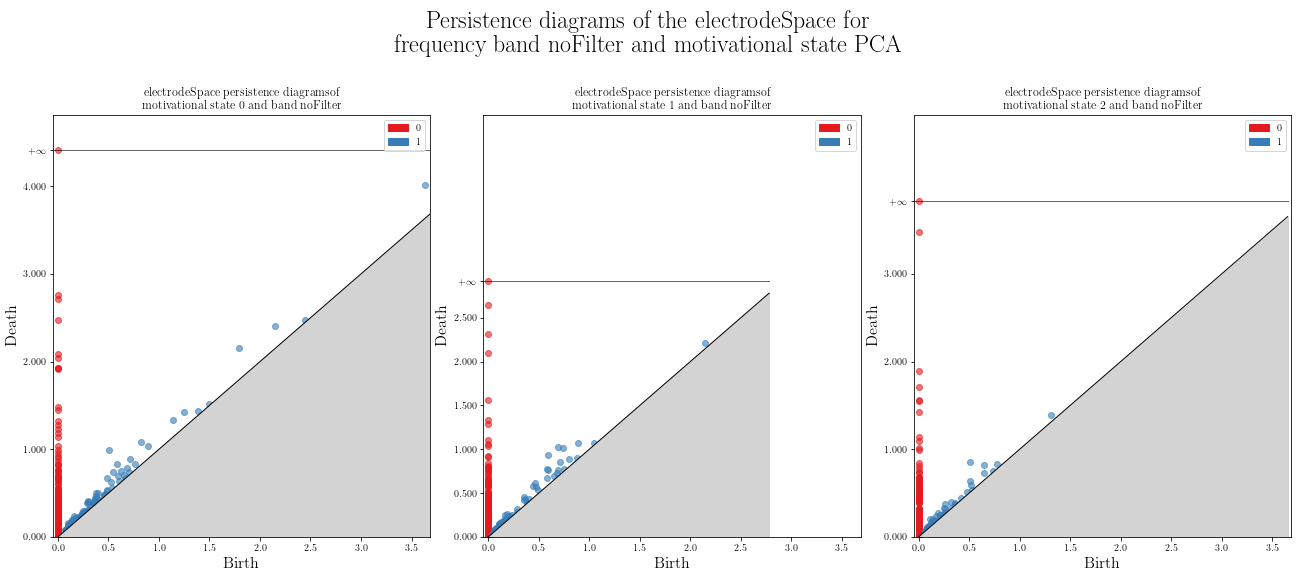 Persistence diagrams of the electrodeSpace for
frequency band noFilter and motivational state PCA
electrodeSpace persistence diagramsof
motivational state 0 and band noFilter
0
1
+∞
4.000
3.000
2.000
1.000
0.000
Death
0.0 0.5 1.0 1.5 2.0 2.5 3.0 3.5
Birth
electrodeSpace persistence diagramsof
motivational state 1 and band noFilter
0
1
+∞
2.500
2.000
1.500
1.000
0.500
0.000
Death
0.0 0.5 1.0 1.5 2.0 2.5 3.0 3.5
Birth
electrodeSpace persistence diagramsof
motivational state 2 and band noFilter
0
1
+∞
3.000
2.000
1.000
0.000
Death
0.0 0.5 1.0 1.5 2.0 2.5 3.0 3.5
Birth